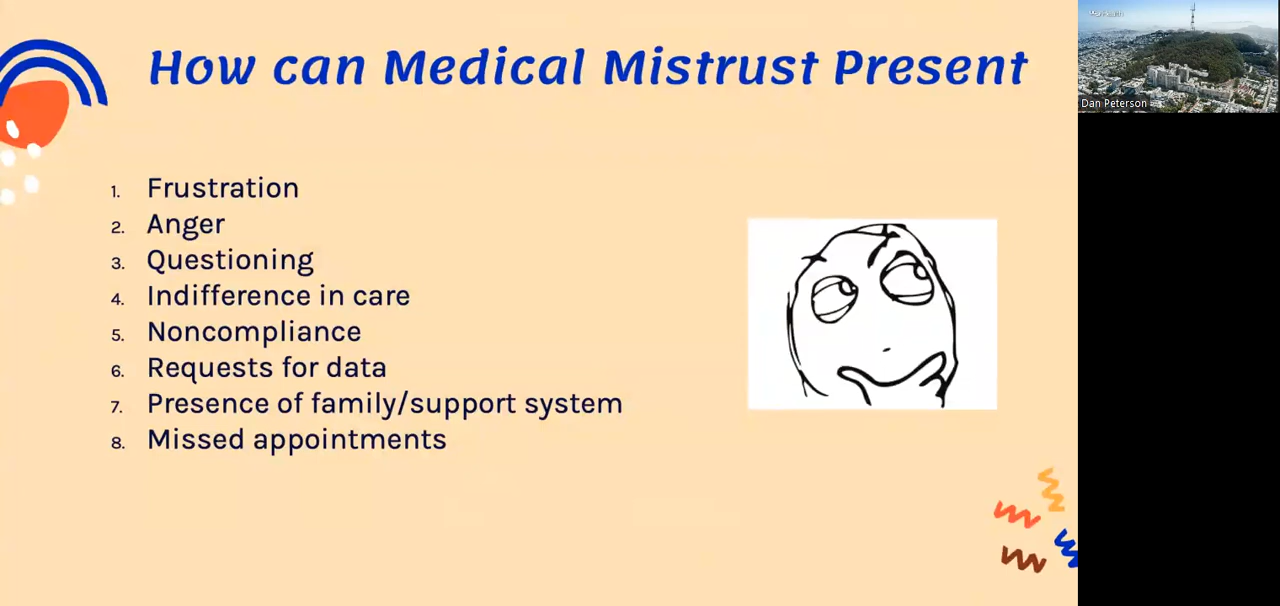 How can Medical Mistrust Present
1. Frustration
2. Anger
3. Questioning
4. Indifference in care
5. Noncompliance
6. Requests for data
7. Presence of family/support system
8. Missed appointments
Dan Peterson